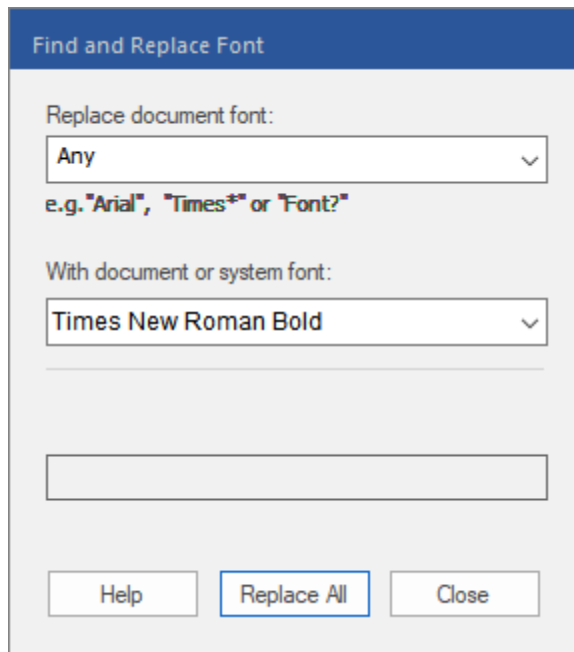 Find and Replace Font
Replace document font:
Any
e.g."Arial", "Times*" or "Font?"
With document or system font:
Times New Roman Bold
Help Replace All Close